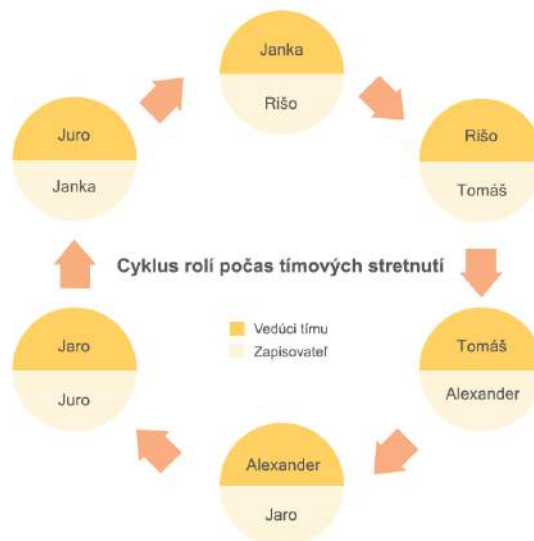 Janka
Rišo
Rišo
Tomáš
Tomáš
Alexander
Alexander
Jaro
Jaro
Juro
Juro
Janka
Cyklus rolí počas tímových stretnutí
Vedúci tímu
Zapisovateľ